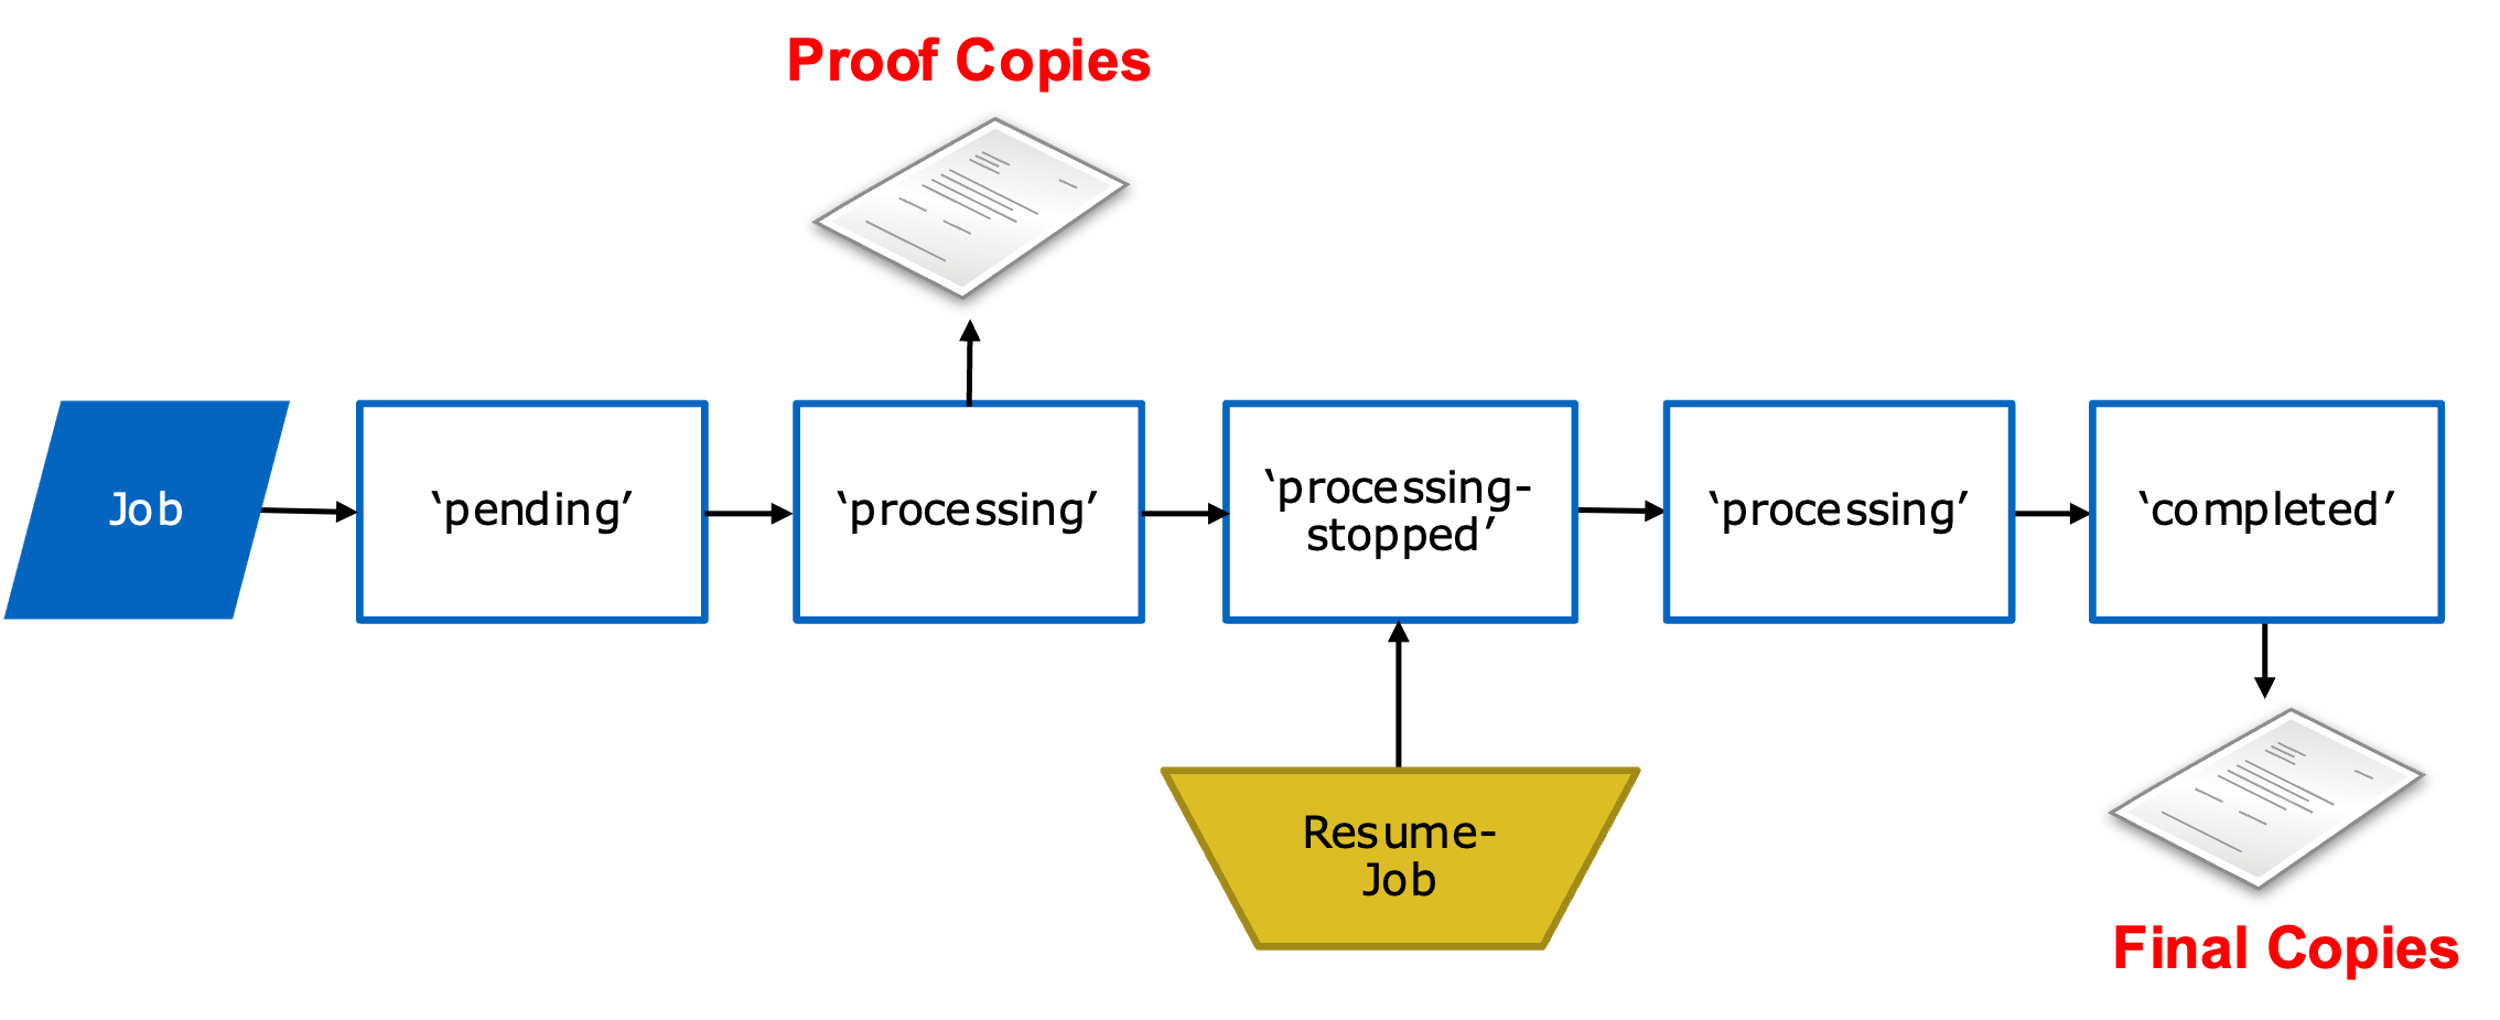 Proof Copies
Job
‘pending’
‘processing’
‘processing-
stopped’
‘processing’
‘completed’
Resume-
Job
Final Copies